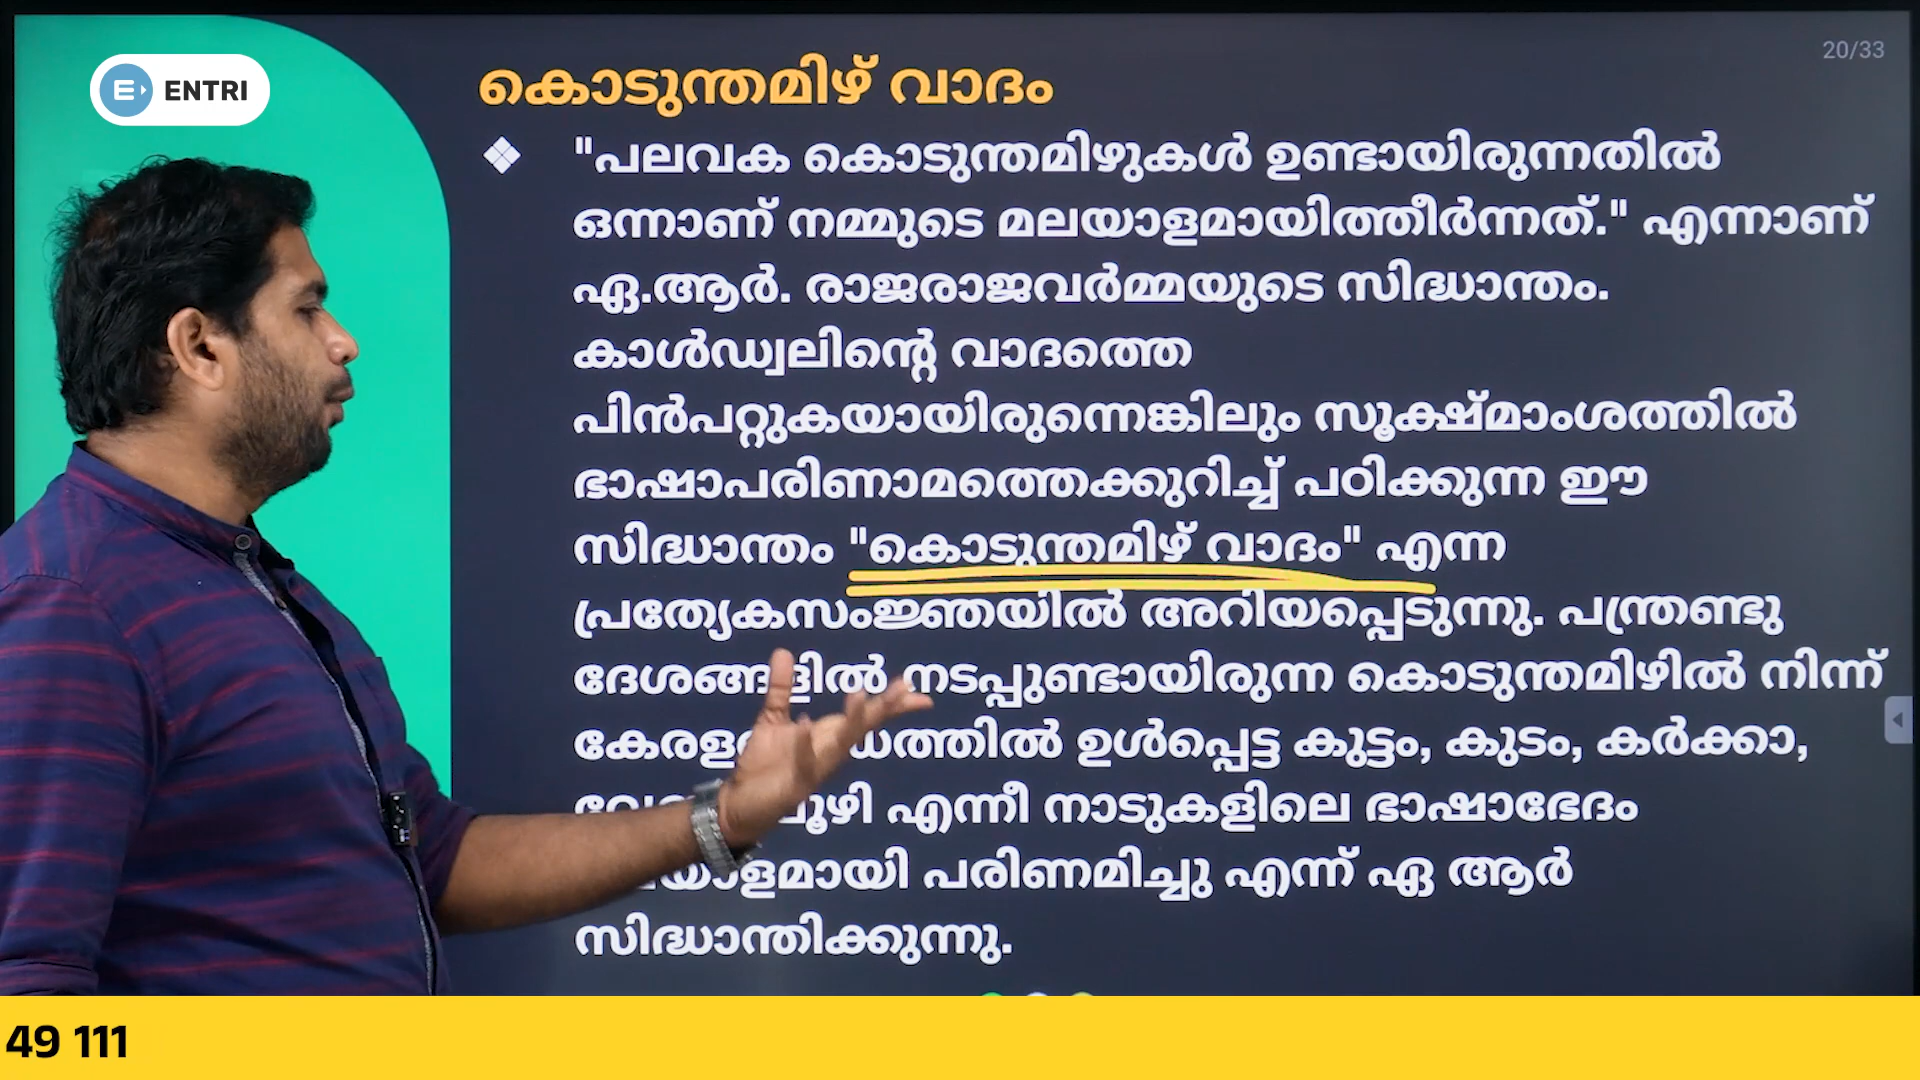 ENTRI
20/33
കൊടുന്തമിഴ് വാദം
"പലവക കൊടുന്തമിഴുകൾ ഉണ്ടായിരുന്നതിൽ
ഒന്നാണ് നമ്മുടെ മലയാളമായിത്തീർന്നത്." എന്നാണ്
ഏ.ആർ. രാജരാജവർമ്മയുടെ സിദ്ധാന്തം.
കാൾഡ്വലിന്റെ വാദത്തെ
പിൻപറ്റുകയായിരുന്നെങ്കിലും സൂക്ഷ്മാംശത്തിൽ
ഭാഷാപരിണാമത്തെക്കുറിച്ച് പഠിക്കുന്ന ഈ
സിദ്ധാന്തം "കൊടുന്തമിഴ് വാദം" എന്ന
പ്രത്യേകസംജ്ഞയിൽ അറിയപ്പെടുന്നു. പന്ത്രണ്ടു
ദേശങ്ങളിൽ നടപ്പുണ്ടായിരുന്ന കൊടുന്തമിഴിൽ നിന്ന്
ഉൾപ്പെട്ട കുട്ടം, കുടം, കർക്കാ,
എന്നീ നാടുകളിലെ ഭാഷാഭേദം
പരിണമിച്ചു എന്ന് ഏ ആർ
സിദ്ധാന്തിക്കുന്നു.
49 111